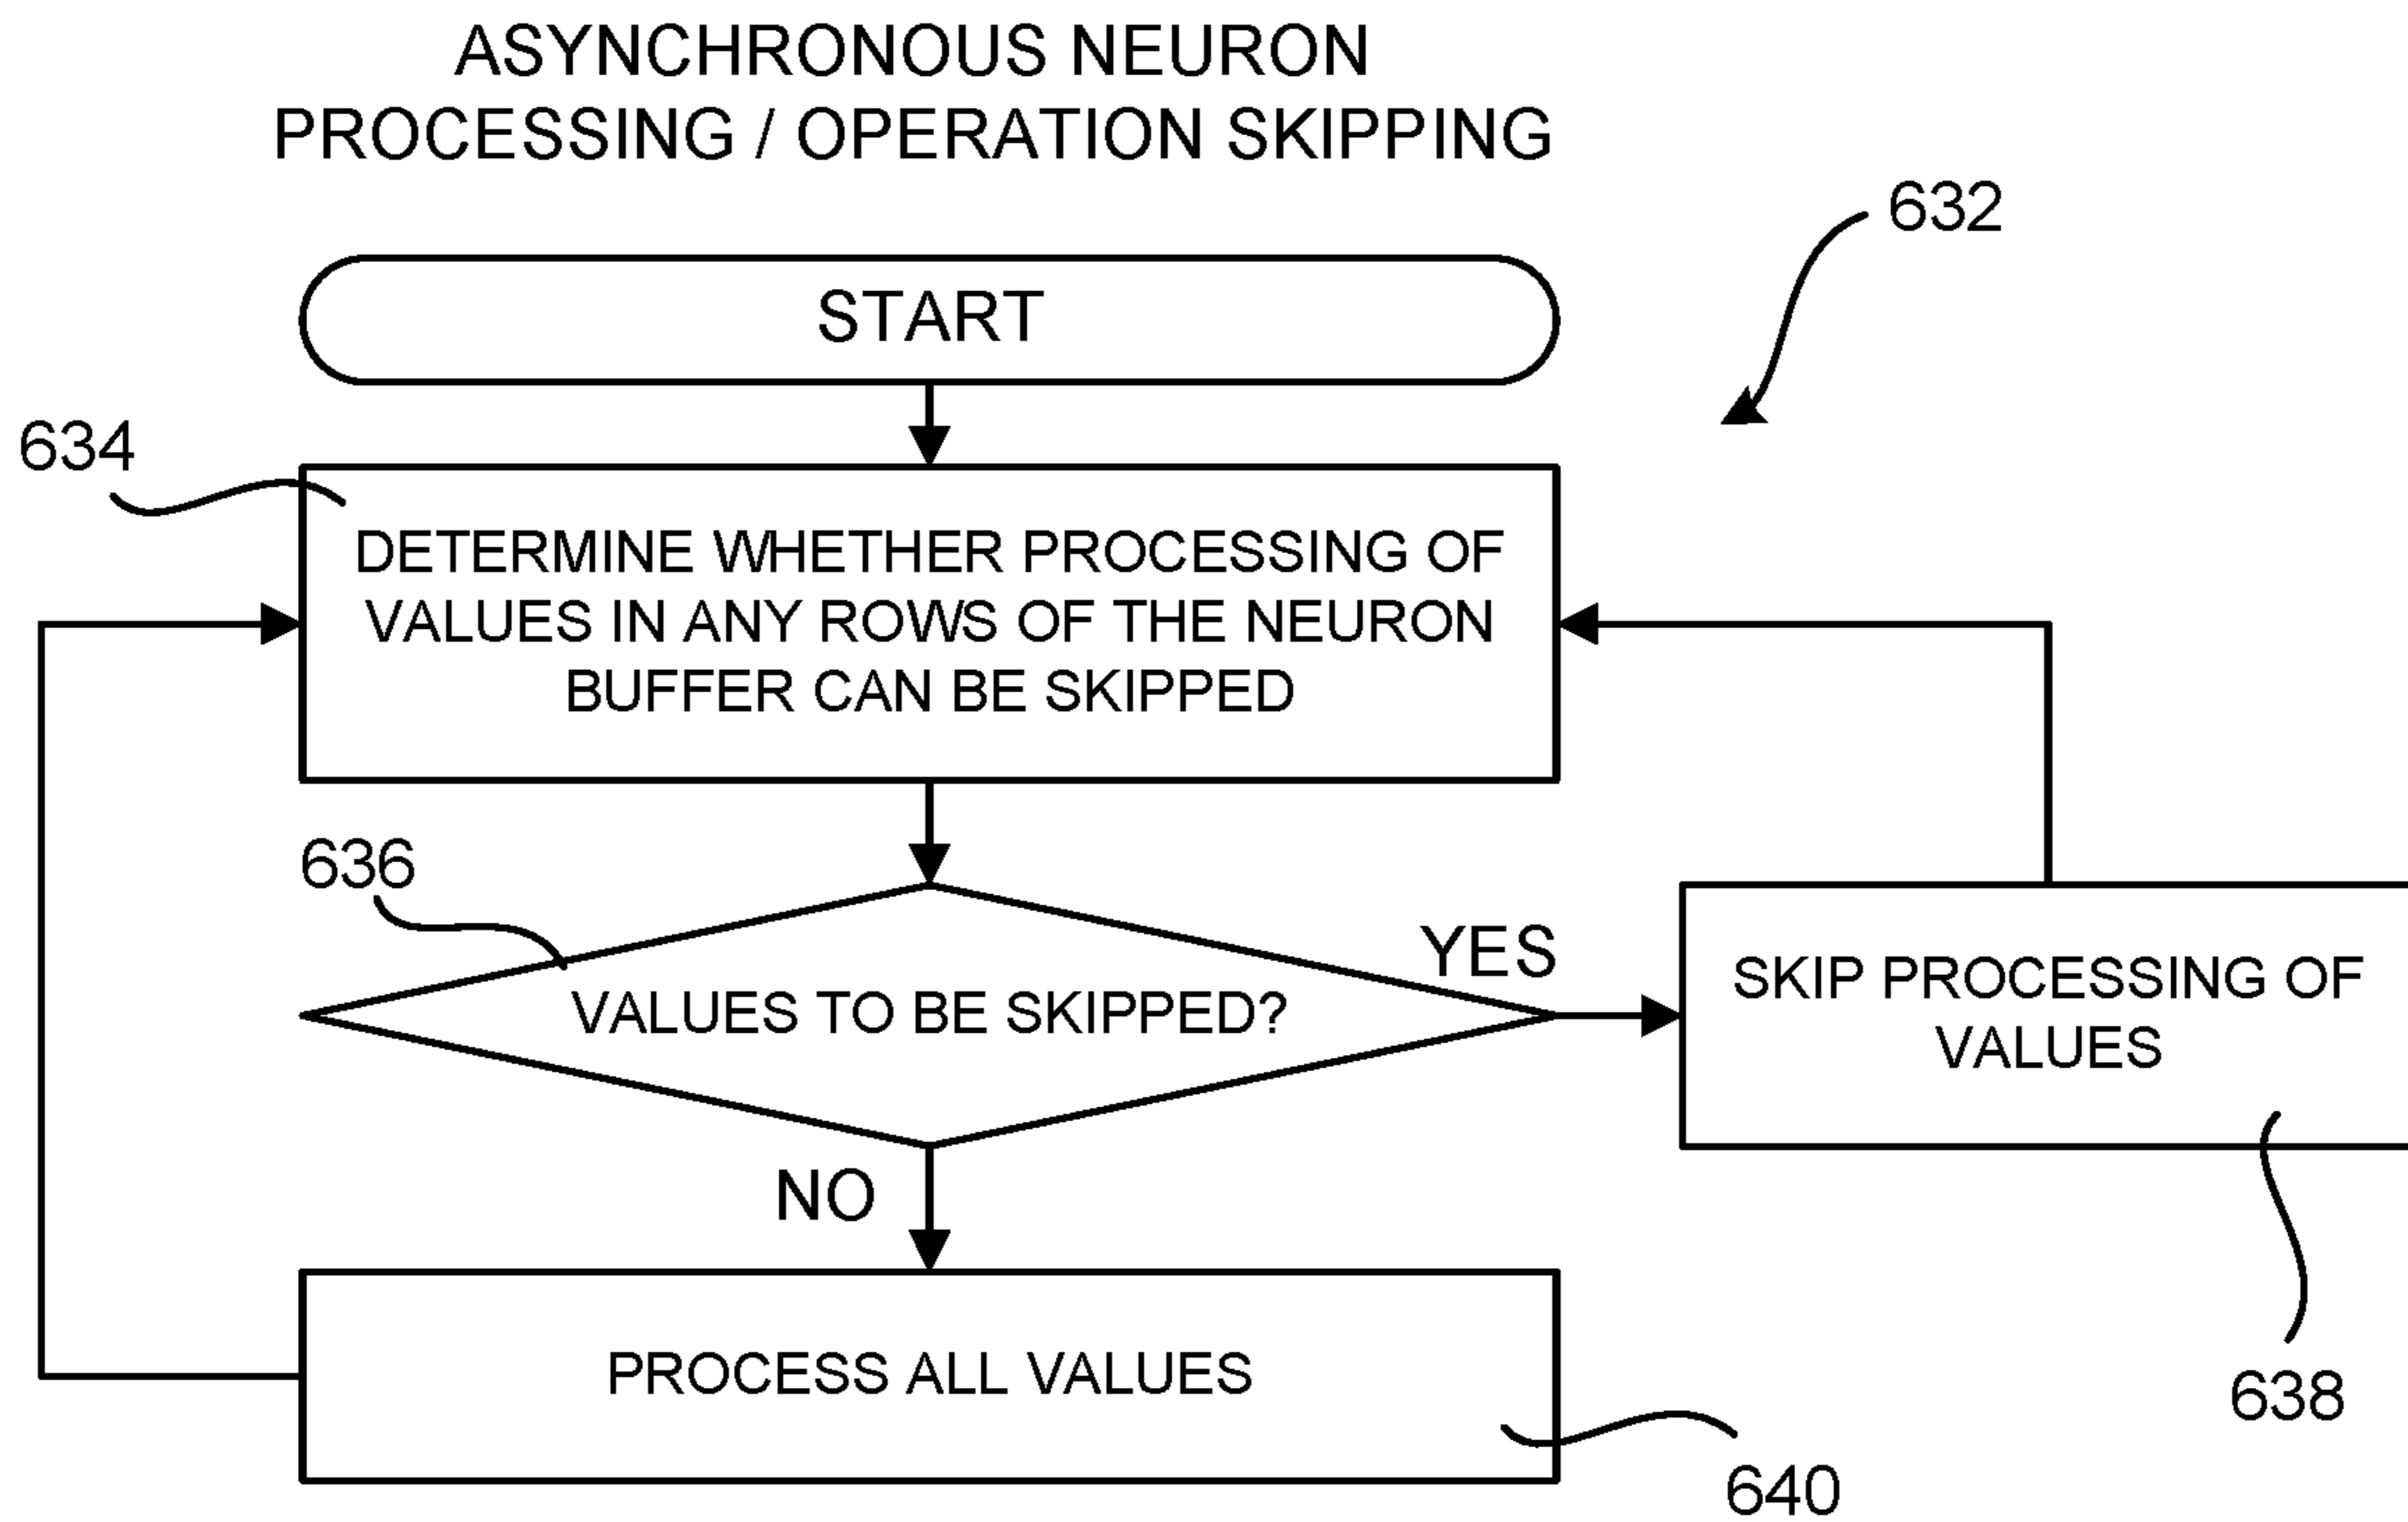 ASYNCHRONOUS NEURON
PROCESSING / OPERATION SKIPPING
632
START
634
DETERMINE WHETHER PROCESSING OF
VALUES IN ANY ROWS OF THE NEURON
BUFFER CAN BE SKIPPED
636
YES
VALUES TO BE SKIPPED?
SKIP PROCESSING OF
VALUES
NO
PROCESS ALL VALUES
638
640